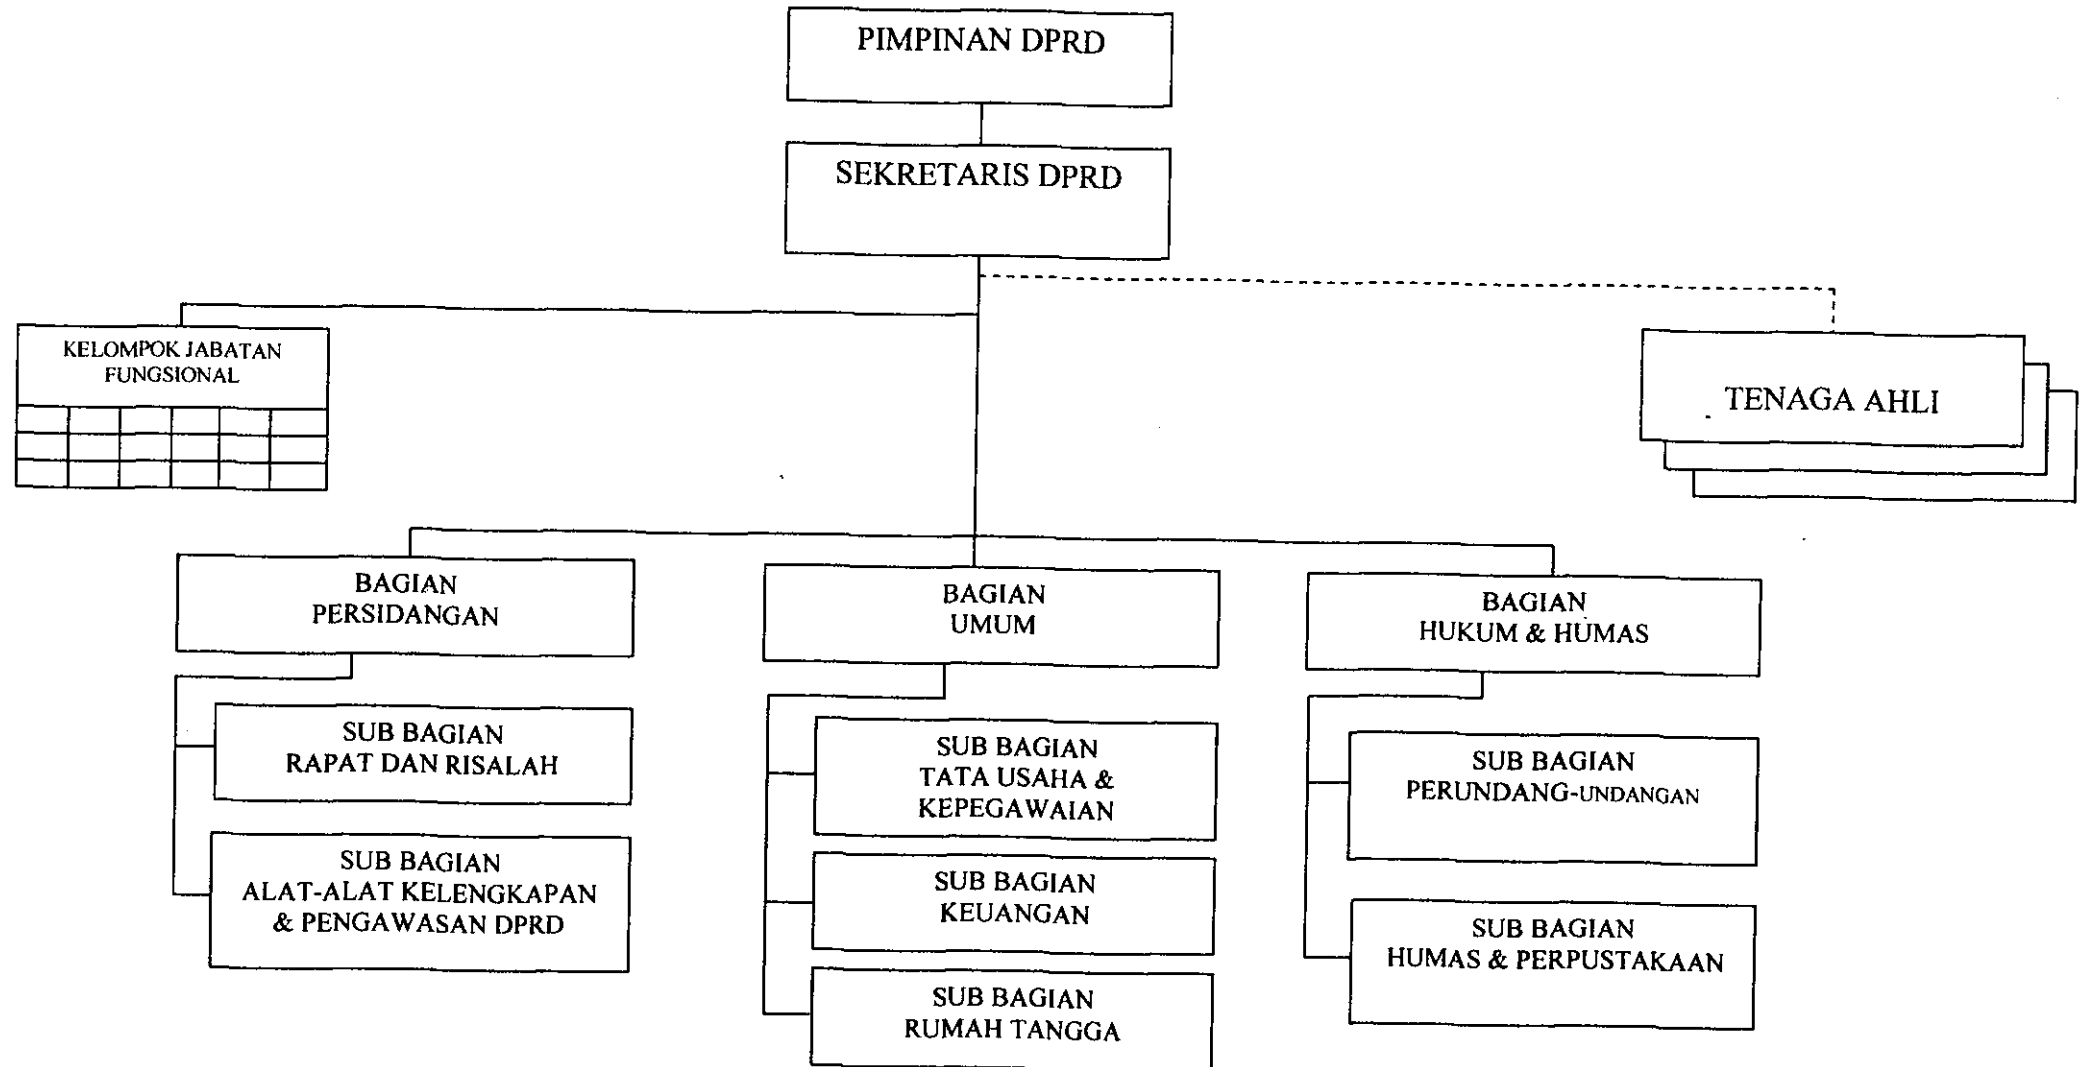 PIMPINAN DPRD
SEKRETARIS DPRD
KELOMPOK JABATAN
FUNGSIONAL
TENAGA AHLI
BAGIAN
PERSIDANGAN
BAGIAN
UMUM
BAGIAN
HUKUM & HUMAS
SUB BAGIAN
RAPAT DAN RISALAH
SUB BAGIAN
ALAT-ALAT KELENGKAPAN
& PENGAWASAN DPRD
SUB BAGIAN
TATA USAHA &
KEPEGAWAIAN
SUB BAGIAN
KEUANGAN
SUB BAGIAN
RUMAH TANGGA
SUB BAGIAN
PERUNDANG-UNDANGAN
SUB BAGIAN
HUMAS & PERPUSTAKAAN